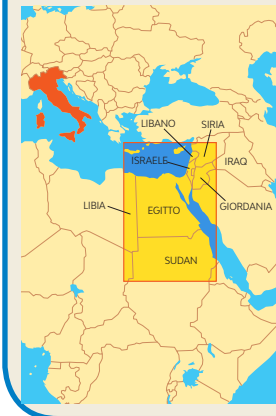 LIBANO
SIRIA
ISRAELE
IRAQ
LIBIA
EGITTO
GIORDANIA
SUDAN